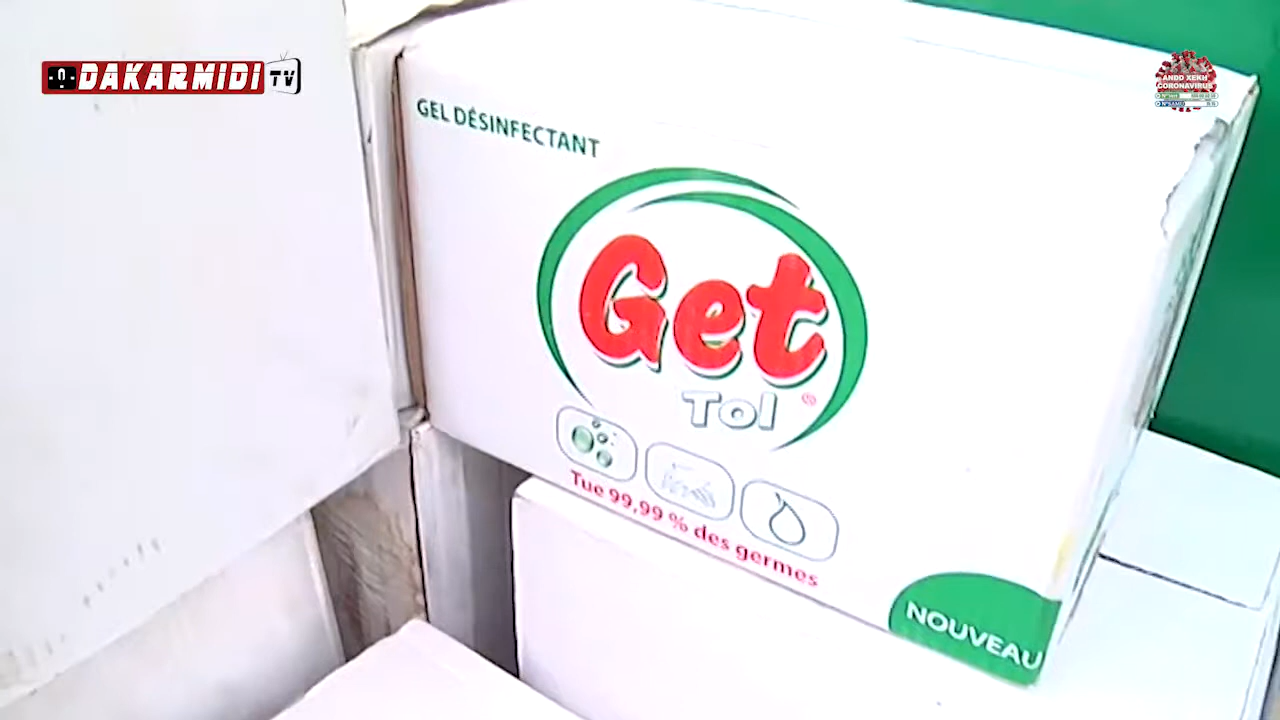 DAKARMIDI TV
ANDD XEKH
CORONAVIRUS
GEL DÉSINFECTANT
Get
Tol
®
Tue 99,99 % des germes
NOUVEAU